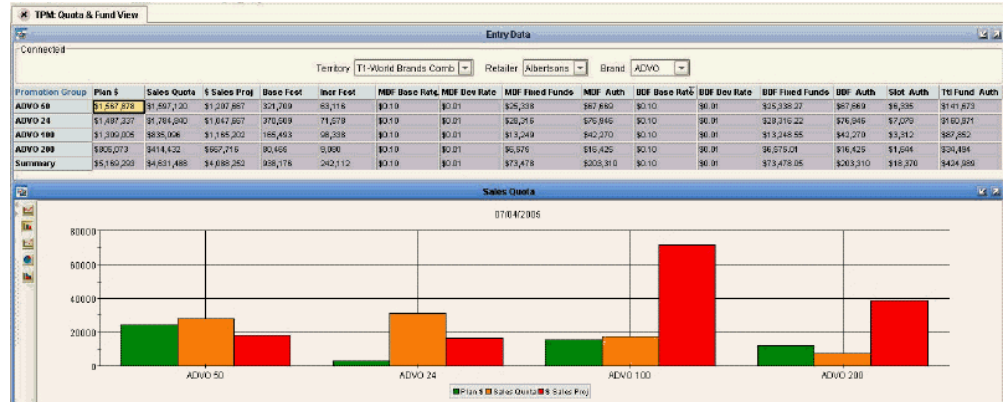 TPM: Quota & Fund View
Entry Data
Connected
Territory T1-World Brands Comb Retailer Albertsons Brand ADVO
Promotion Group Plan $ Sales Quota $ Sales Proj Base Fcst Incr Fcst MDF Base Rate MDF Dev Rate MDF Fixed Funds MDF Auth BDF Base Rate BDF Dev Rate BDF Fixed Funds BDF Auth Slot Auth Ttl Fund Auth
ADVO 50 $1,567,878 $1,597,120 321,709 63,116 $0.10 $0.01 $25,338 $67,669 $0.10 $0.01 $25,338.27 $67,669 $6,335 $141,673
ADVO 24 $1,487,337 $1,784,840 $1,047,667 370,509 71,578 $0.10 $0.01 $28,316 $76,946 $0.10 $0.01 $28,316.22 $76,946 $7,079 $160,971
ADVO 100 $1,309,005 $835,096 $1,165,202 165,493 98,338 $0.10 $0.01 $13,249 $42,270 $0.10 $0.01 $13,248.55 $42,270 $3,312 $87,852
ADVO 200 $805,073 $414,432 $667,716 80,466 9,080 $0.10 $0.01 $6,575 $16,425 $0.10 $0.01 $6,575.01 $16,425 $1,644 $34,494
Summary $5,169,293 $4,631,488 $4,088,252 938,176 242,112 $0.10 $0.01 $73,478 $203,310 $0.10 $0.01 $73,478.05 $203,310 $18,370 $424,989
Sales Quota
07/04/2005
80000
60000
40000
20000
0
ADVO 50 ADVO 24 ADVO 100 ADVO 200
Plan $ Sales Quota $ Sales Proj